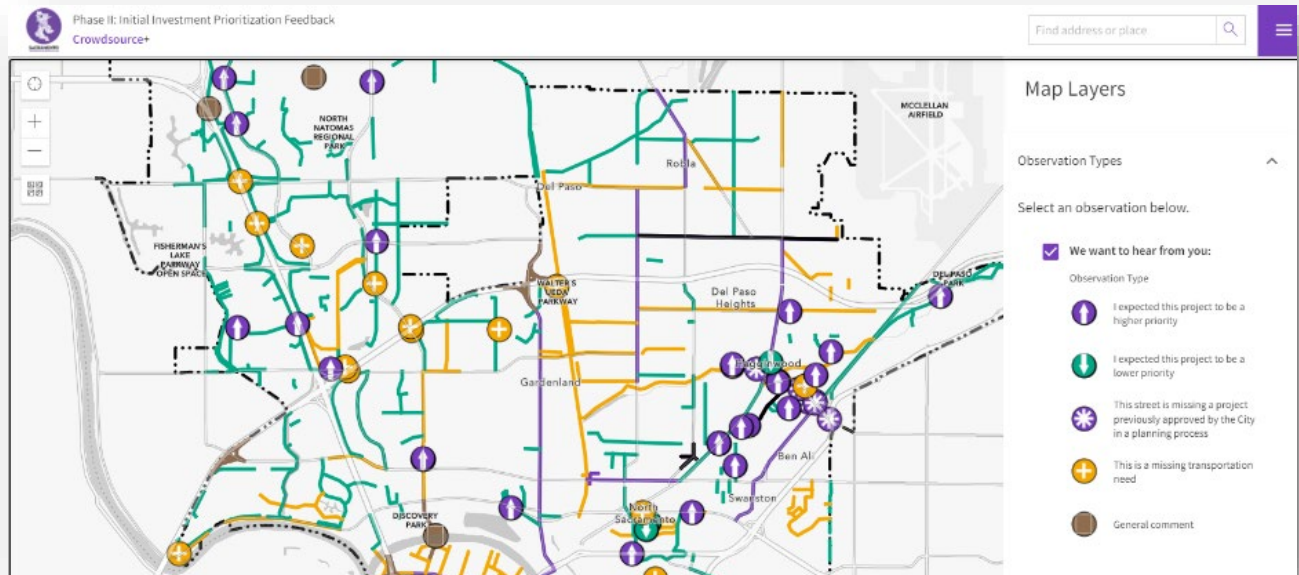 Phase II: Initial Investment Prioritization Feedback
Crowdsource+
SACRAMENTO
Find address or place
Map Layers
Observation Types
Select an observation below.
We want to hear from you:
Observation Type
I expected this project to be a
higher priority
I expected this project to be a
lower priority
This street is missing a project
previously approved by the City
in a planning process
This is a missing transportation
need
General comment
MCCLELLAN
AIRFIELD
NORTH
NATOMAS
REGIONAL
PARK
Robla
Del Paso
FISHERMAN'S
LAKE
PARKWAY
OPEN SPACE
WALTER S
UEDA
PARKWAY
DEL PASO
PARK
Del Paso
Heights
Hagginwood
Gardenland
Ben Ali
Swanston
North
Sacramento
DISCOVERY
PARK